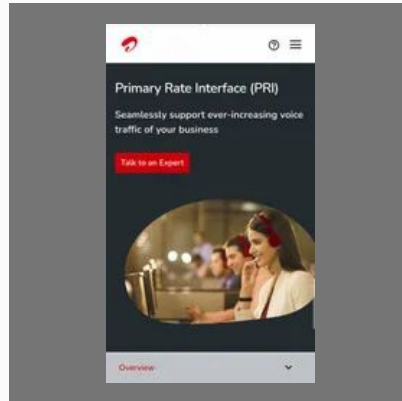 Primary Rate Interface (PRI)
Seamlessly support ever-increasing voice
traffic of your business
Talk to an Expert
Overview